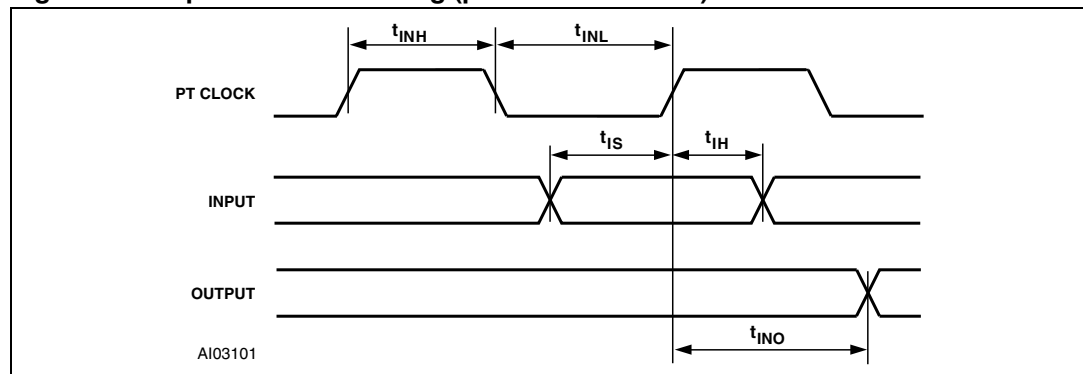 tINH tINL
PT CLOCK
tIS tIH
INPUT
OUTPUT
tINO
AI03101